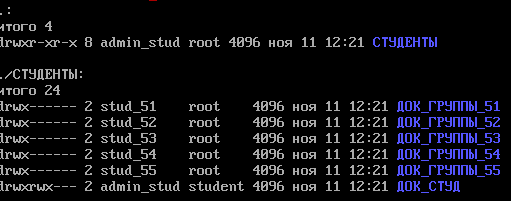 .:
итого 4
drwxr-xr-x 8 admin_stud root 4096 ноя 11 12:21 СТУДЕНТЫ
./СТУДЕНТЫ:
итого 24
drwx------ 2 stud_51 root 4096 ноя 11 12:21 ДОК_ГРУППЫ_51
drwx------ 2 stud_52 root 4096 ноя 11 12:21 ДОК_ГРУППЫ_52
drwx------ 2 stud_53 root 4096 ноя 11 12:21 ДОК_ГРУППЫ_53
drwx------ 2 stud_54 root 4096 ноя 11 12:21 ДОК_ГРУППЫ_54
drwx------ 2 stud_55 root 4096 ноя 11 12:21 ДОК_ГРУППЫ_55
drwxrwx--- 2 admin_stud student 4096 ноя 11 12:21 ДОК_СТУД